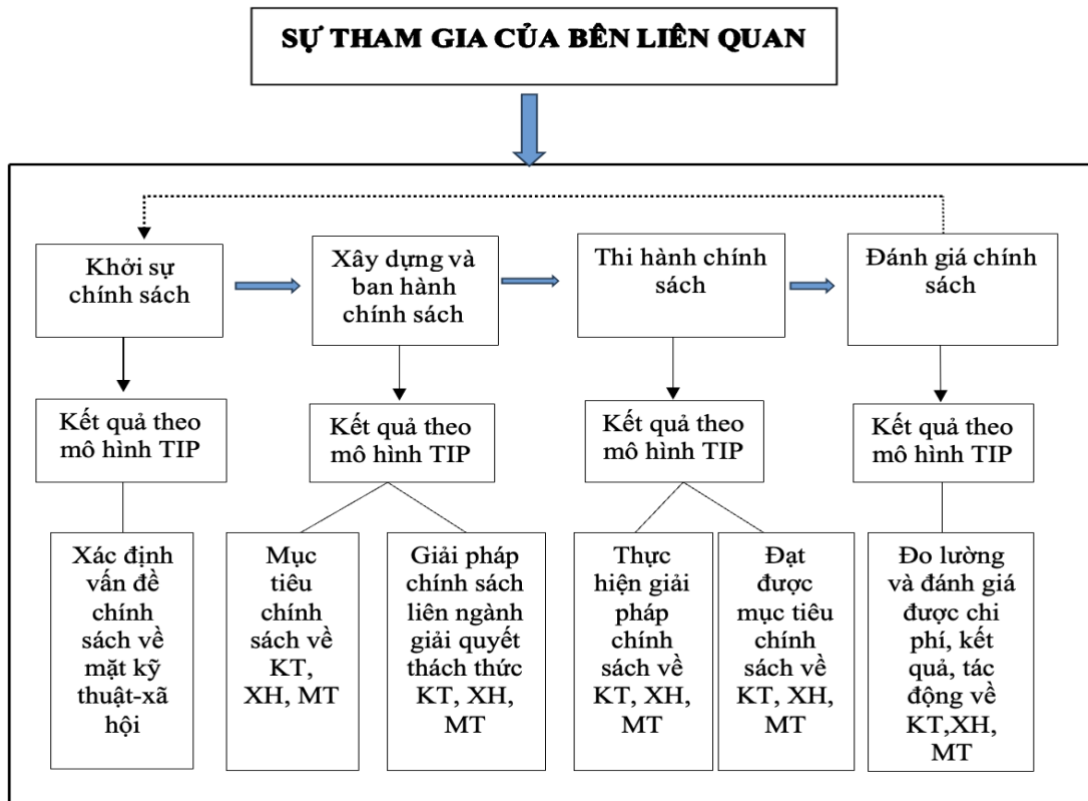 SỰ THAM GIA CỦA BÊN LIÊN QUAN
Khởi sự
chính sách
Xây dựng và
ban hành
chính sách
Thi hành chính
sách
Đánh giá chính
sách
Kết quả theo
mô hình TIP
Kết quả theo
mô hình TIP
Kết quả theo
mô hình TIP
Kết quả theo
mô hình TIP
Xác định
vấn đề
chính
sách về
mặt kỹ
thuật-xã
hội
Mục
tiêu
chính
sách về
KT,
XH, MT
Giải pháp
chính sách
liên ngành
giải quyết
thách thức
KT, XH,
MT
Thực
hiện giải
pháp
chính
sách về
KT, XH,
MT
Đạt
được
mục tiêu
chính
sách về
KT, XH,
MT
Đo lường
và đánh giá
được chi
phí, kết
quả, tác
động về
KT,XH,
MT